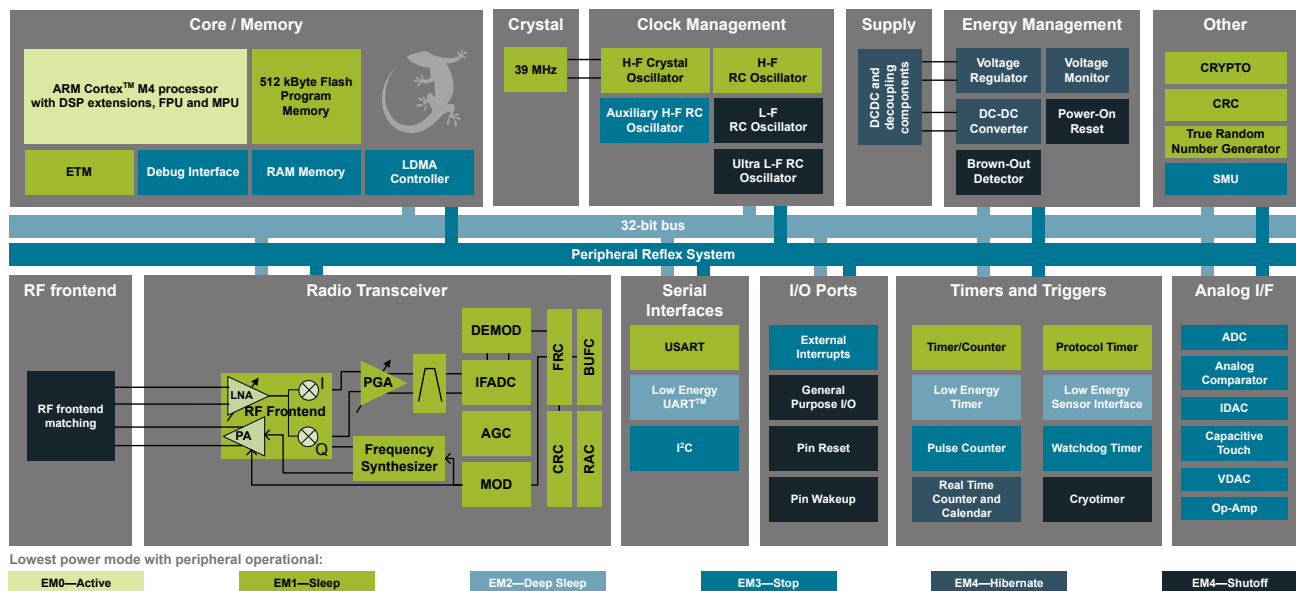 Core / Memory
ARM Cortex™ M4 processor
with DSP extensions, FPU and MPU
512 kByte Flash
Program
Memory
ETM
Debug Interface
RAM Memory
LDMA
Controller
Crystal
39 MHz
Clock Management
H-F Crystal
Oscillator
H-F
RC Oscillator
Auxiliary H-F RC
Oscillator
L-F
RC Oscillator
Ultra L-F RC
Oscillator
Supply
DCDC and
decoupling
components
Energy Management
Voltage
Regulator
Voltage
Monitor
DC-DC
Converter
Power-On
Reset
Brown-Out
Detector
Other
CRYPTO
CRC
True Random
Number Generator
SMU
32-bit bus
Peripheral Reflex System
RF frontend
RF frontend
matching
Radio Transceiver
LNA
RF Frontend
PA
I
Q
PGA
Frequency
Synthesizer
DEMOD
IFADC
AGC
MOD
FRC
BUFC
CRC
RAC
Serial
Interfaces
USART
Low Energy
UART™
I²C
I/O Ports
External
Interrupts
General
Purpose I/O
Pin Reset
Pin Wakeup
Timers and Triggers
Timer/Counter
Protocol Timer
Low Energy
Timer
Low Energy
Sensor Interface
Pulse Counter
Watchdog Timer
Real Time
Counter and
Calendar
Cryotimer
Analog I/F
ADC
Analog
Comparator
IDAC
Capacitive
Touch
VDAC
Op-Amp
Lowest power mode with peripheral operational:
EM0—Active
EM1—Sleep
EM2—Deep Sleep
EM3—Stop
EM4—Hibernate
EM4—Shutoff